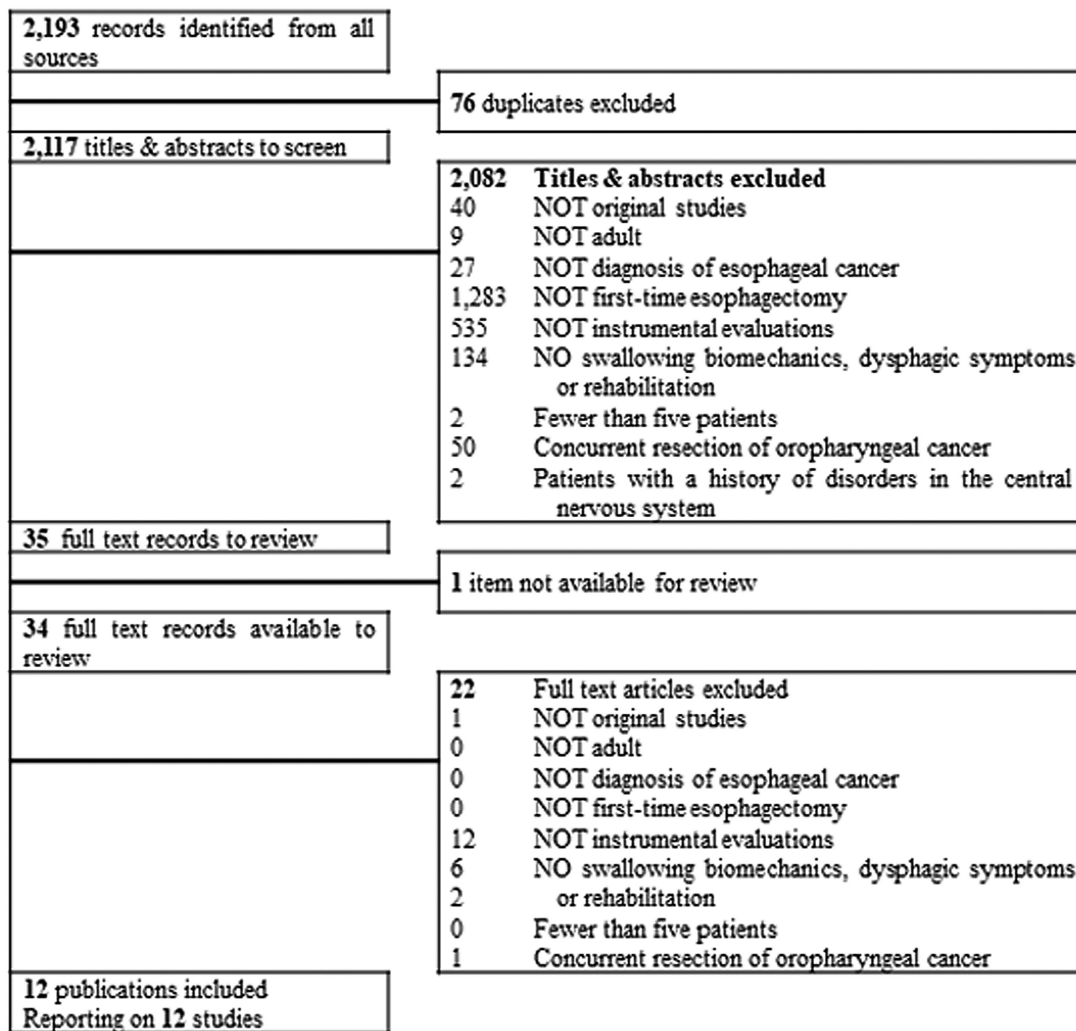 2,193 records identified from all
sources
76 duplicates excluded
2,117 titles & abstracts to screen
2,082 Titles & abstracts excluded
40 NOT original studies
9 NOT adult
27 NOT diagnosis of esophageal cancer
1,283 NOT first-time esophagectomy
535 NOT instrumental evaluations
134 NO swallowing biomechanics, dysphagic symptoms
or rehabilitation
2 Fewer than five patients
50 Concurrent resection of oropharyngeal cancer
2 Patients with a history of disorders in the central
nervous system
35 full text records to review
1 item not available for review
34 full text records available to
review
22 Full text articles excluded
1 NOT original studies
0 NOT adult
0 NOT diagnosis of esophageal cancer
0 NOT first-time esophagectomy
12 NOT instrumental evaluations
6 NO swallowing biomechanics, dysphagic symptoms
2 or rehabilitation
0 Fewer than five patients
1 Concurrent resection of oropharyngeal cancer
12 publications included
Reporting on 12 studies